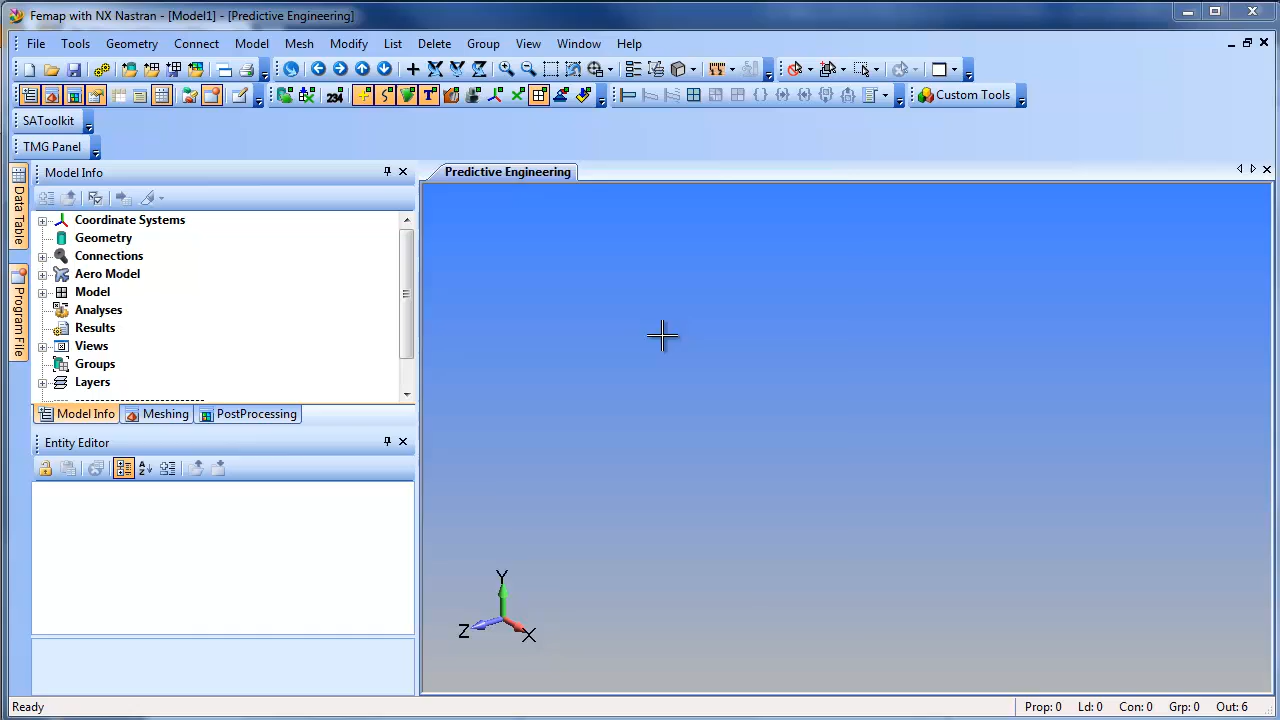 Femap with NX Nastran - [Model1] - [Predictive Engineering]
File Tools Geometry Connect Model Mesh Modify List Delete Group View Window Help
234 T Custom Tools
SAToolkit
TMG Panel
Data Table
Program File
Model Info
Coordinate Systems
Geometry
Connections
Aero Model
Model
Analyses
Results
Views
Groups
Layers
Model Info Meshing PostProcessing
Entity Editor
Predictive Engineering
Y
Z
X
Ready Prop: 0 Ld: 0 Con: 0 Grp: 0 Out: 6